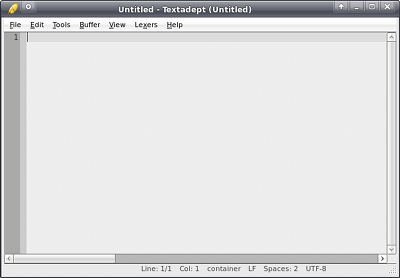 Untitled - Textadept (Untitled)
File Edit Tools Buffer View Lexers Help
1
Line: 1/1 Col: 1 container LF Spaces: 2 UTF-8